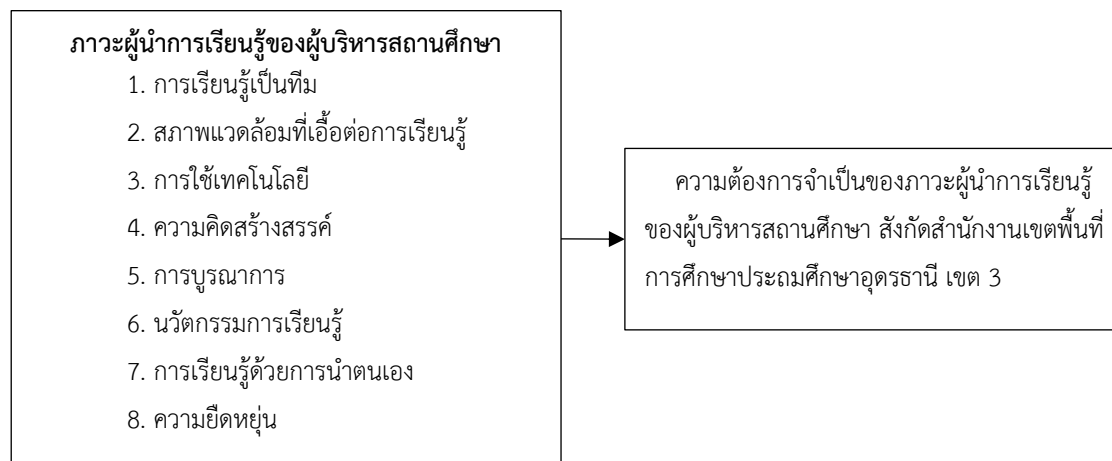 ภาวะผู้นำการเรียนรู้ของผู้บริหารสถานศึกษา
1. การเรียนรู้เป็นทีม
2. สภาพแวดล้อมที่เอื้อต่อการเรียนรู้
3. การใช้เทคโนโลยี
4. ความคิดสร้างสรรค์
5. การบูรณาการ
6. นวัตกรรมการเรียนรู้
7. การเรียนรู้ด้วยการนำตนเอง
8. ความยืดหยุ่น
ความต้องการจำเป็นของภาวะผู้นำการเรียนรู้
ของผู้บริหารสถานศึกษา สังกัดสำนักงานเขตพื้นที่
การศึกษาประถมศึกษาอุดรธานี เขต 3